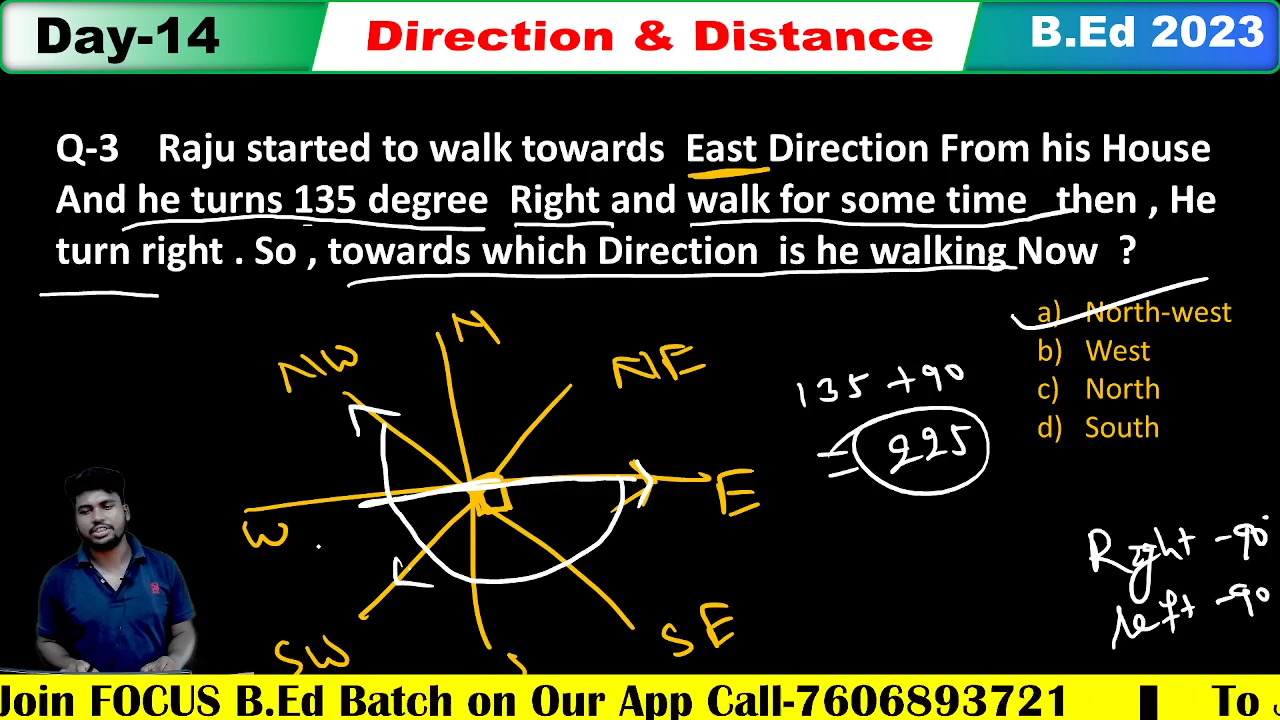 Day-14
Direction & Distance
B.Ed 2023
Q-3 Raju started to walk towards East Direction From his House
And he turns 135 degree Right and walk for some time then , He
turn right . So , towards which Direction is he walking Now ?
a) North-west
b) West
c) North
d) South
N
NW
NE
135 + 90
= 225
W
E
SW
SE
Right - 90°
left - 90
Join FOCUS B.Ed Batch on Our App Call-7606893721
To